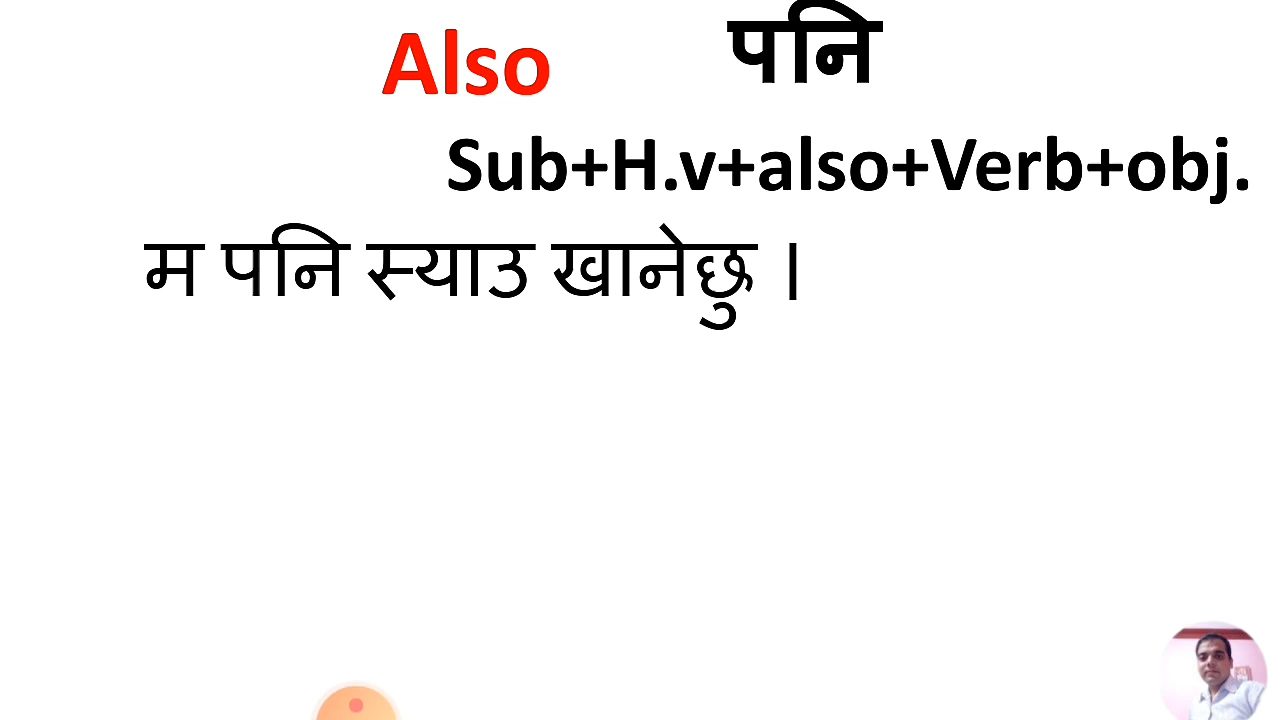 Also पनि
Sub+H.v+also+Verb+obj.
म पनि स्याउ खानेछु ।